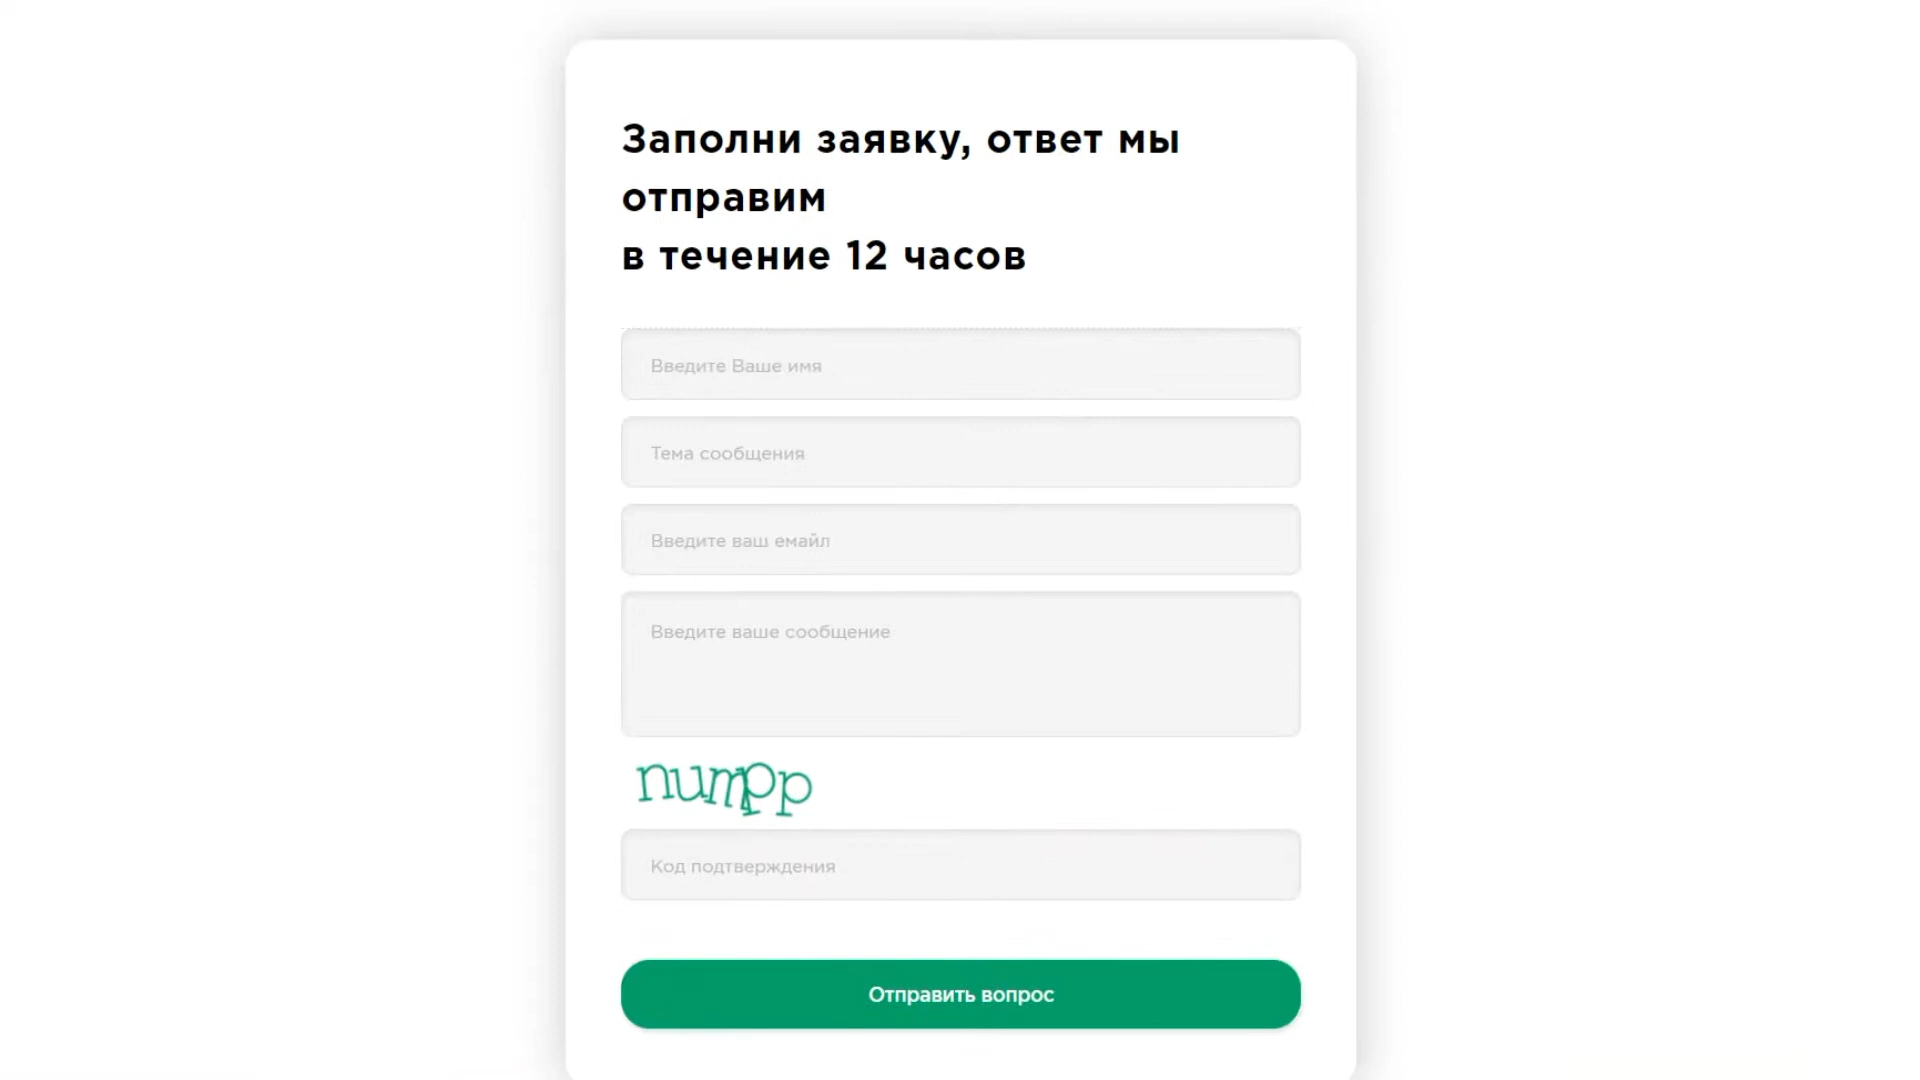 Заполни заявку, ответ мы
отправим
в течение 12 часов
Введите Ваше имя
Тема сообщения
Введите ваш емайл
Введите ваше сообщение
numpp
Код подтверждения
Отправить вопрос